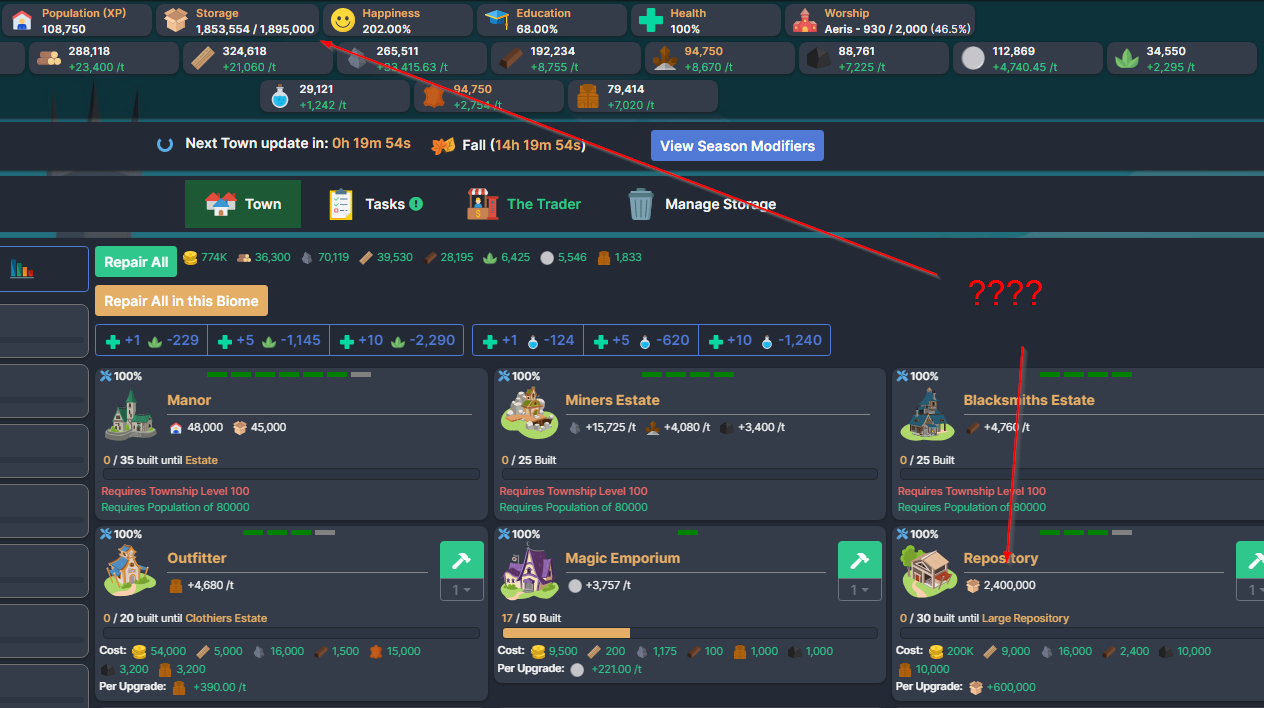 Population (XP) Storage Happiness Education Health Worship
108,750 1,853,554 / 1,895,000 202.00% 68.00% 100% Aeris - 930 / 2,000 (46.5%)
288,118 324,618 265,511 192,234 94,750 88,761 112,869 34,550
+23,400 /t +21,060 /t +33,415.63 /t +8,755 /t +8,670 /t +7,225 /t +4,740.45 /t +2,295 /t
29,121 94,750 79,414
+1,242 /t +2,754 /t +7,020 /t
Next Town update in: 0h 19m 54s Fall (14h 19m 54s) View Season Modifiers
Town Tasks The Trader Manage Storage
Repair All 774K 36,300 70,119 39,530 28,195 6,425 5,546 1,833
????
Repair All in this Biome
+1 -229 +5 -1,145 +10 -2,290 +1 -124 +5 -620 +10 -1,240
100% 100% 100%
Manor Miners Estate Blacksmiths Estate
48,000 45,000 +15,725 /t +4,080 /t +3,400 /t +4,760 /t
0 / 35 built until Estate 0 / 25 Built 0 / 25 Built
Requires Township Level 100 Requires Township Level 100 Requires Township Level 100
Requires Population of 80000 Requires Population of 80000 Requires Population of 80000
100% 100% 100%
Outfitter Magic Emporium Repository
+4,680 /t 1 +3,757 /t 1 2,400,000 1
0 / 20 built until Clothiers Estate 17 / 50 Built 0 / 30 built until Large Repository
Cost: 54,000 5,000 16,000 1,500 15,000 Cost: 9,500 200 1,175 100 1,000 1,000 Cost: 200K 9,000 16,000 2,400 10,000
3,200 3,200 Per Upgrade: +221.00 /t 10,000
Per Upgrade: +390.00 /t Per Upgrade: +600,000